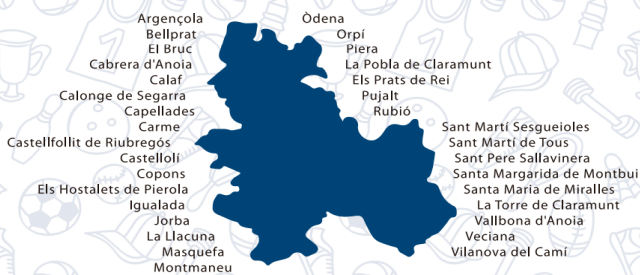 Argençola
Bellprat
El Bruc
Cabrera d'Anoia
Calaf
Calonge de Segarra
Capellades
Carme
Castellfollit de Riubregós
Castellolí
Copons
Els Hostalets de Pierola
Igualada
Jorba
La Llacuna
Masquefa
Montmaneu
Òdena
Orpí
Piera
La Pobla de Claramunt
Els Prats de Rei
Pujalt
Rubió
Sant Martí Sesgueioles
Sant Martí de Tous
Sant Pere Sallavinera
Santa Margarida de Montbui
Santa Maria de Miralles
La Torre de Claramunt
Vallbona d'Anoia
Veciana
Vilanova del Camí